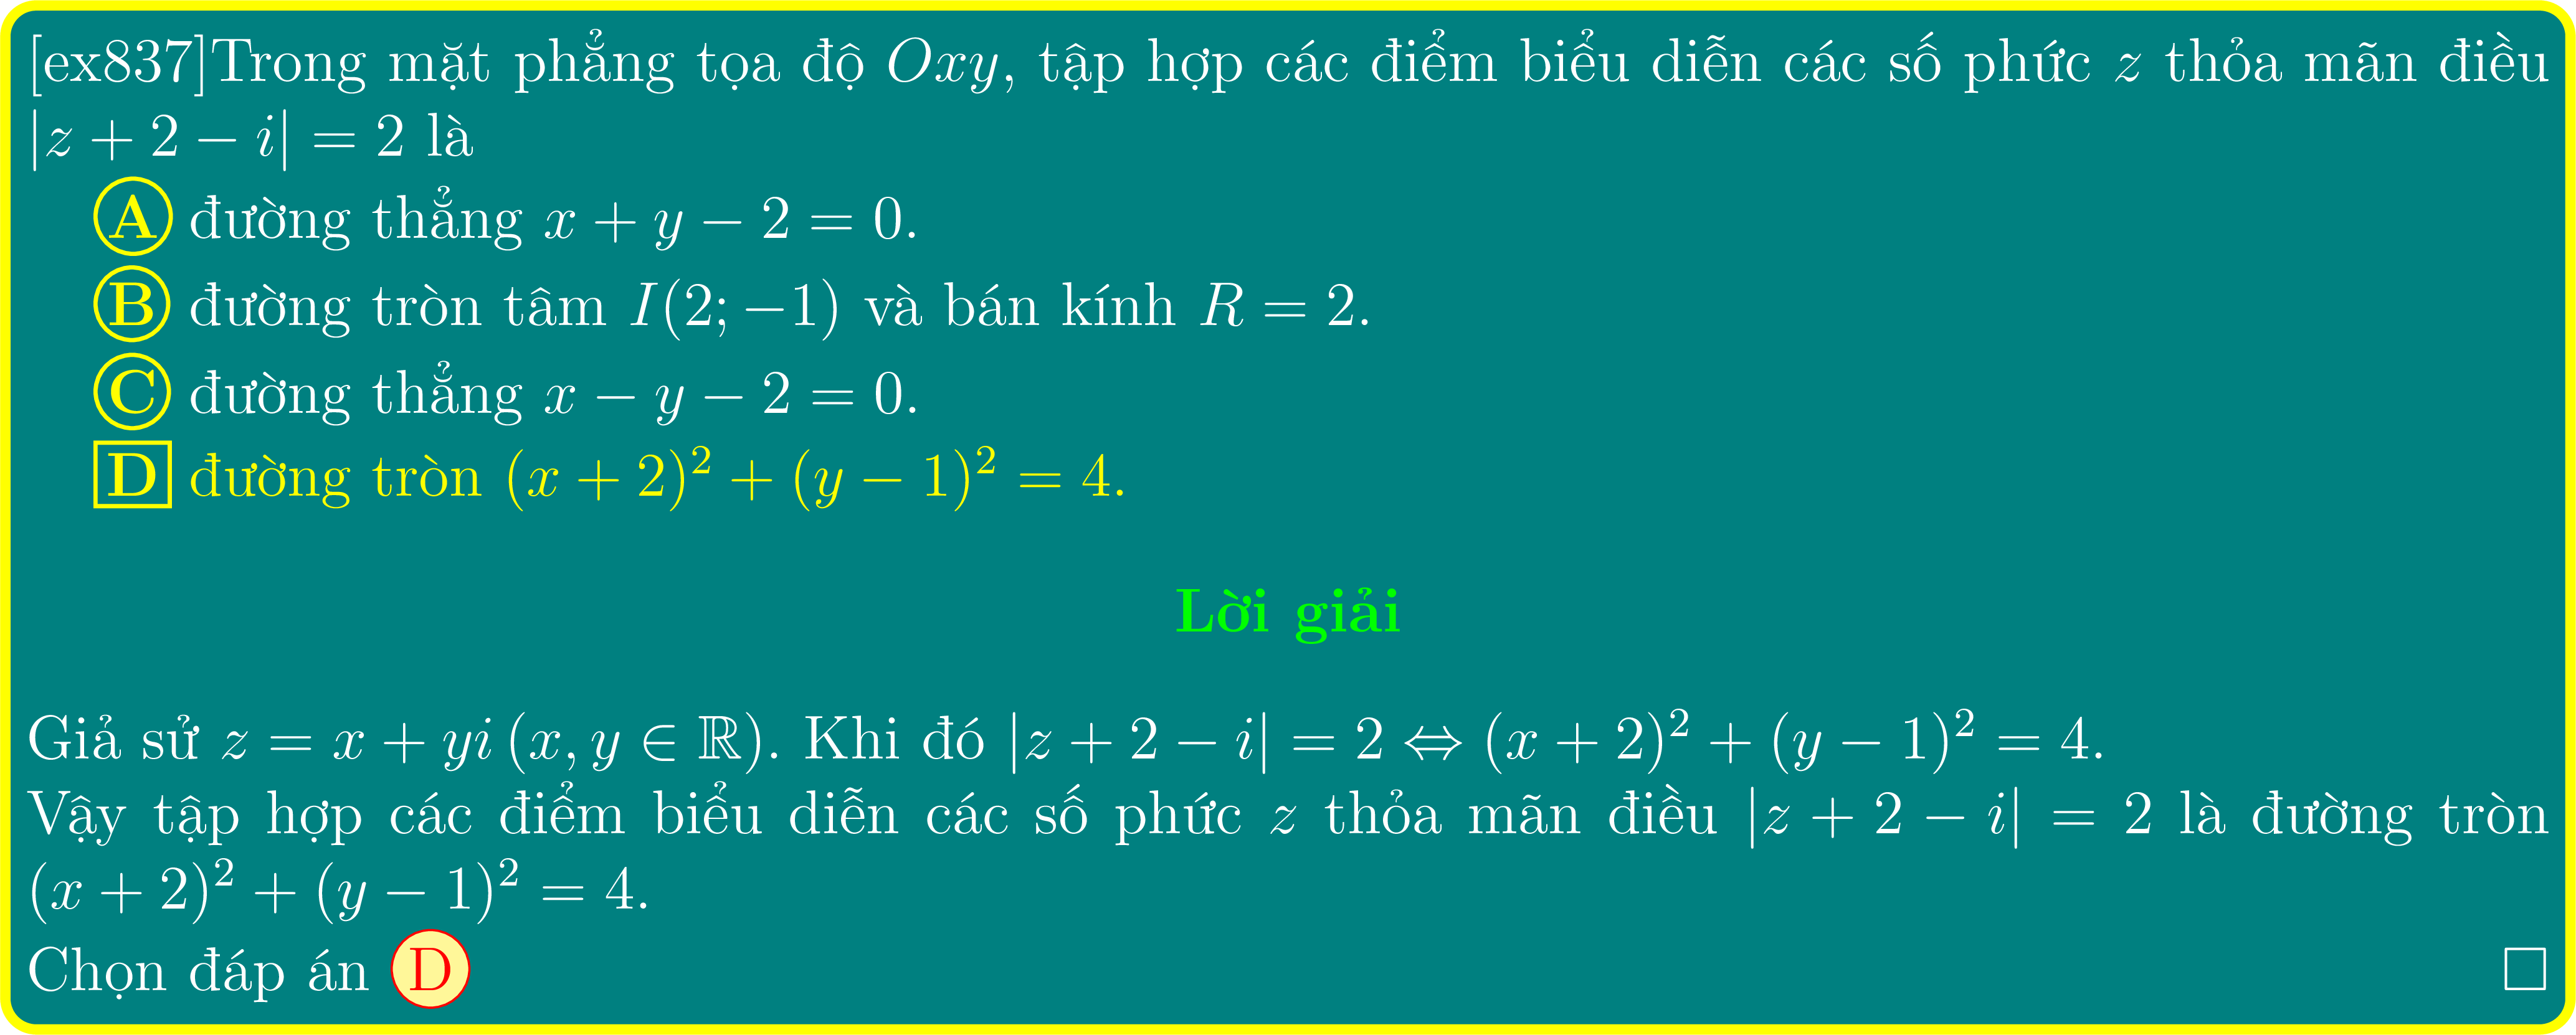 [ex837]Trong mặt phẳng tọa độ Oxy, tập hợp các điểm biểu diễn các số phức z thỏa mãn điều
|z + 2 − i| = 2 là
A đường thẳng x + y − 2 = 0.
B đường tròn tâm I(2; −1) và bán kính R = 2.
C đường thẳng x − y − 2 = 0.
D đường tròn (x + 2)² + (y − 1)² = 4.
Lời giải
Giả sử z = x + yi (x, y ∈ ℝ). Khi đó |z + 2 − i| = 2 ⇔ (x + 2)² + (y − 1)² = 4.
Vậy tập hợp các điểm biểu diễn các số phức z thỏa mãn điều |z + 2 − i| = 2 là đường tròn
(x + 2)² + (y − 1)² = 4.
Chọn đáp án D □